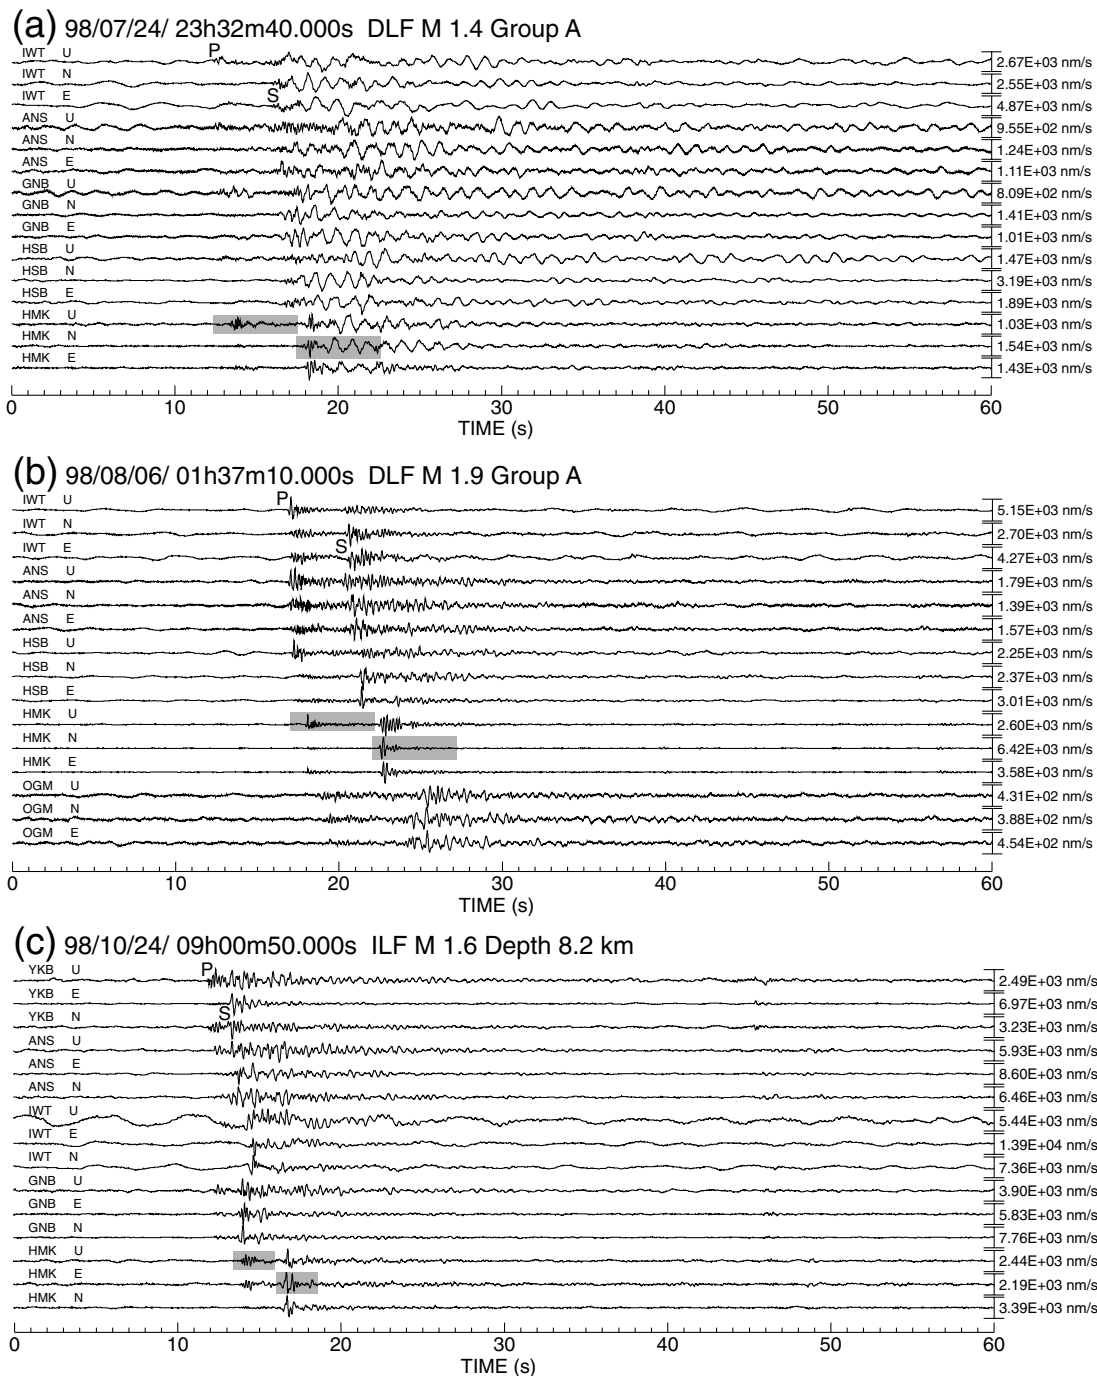 (a) 98/07/24/ 23h32m40.000s DLF M 1.4 Group A
P
IWT U 2.67E+03 nm/s
IWT N 2.55E+03 nm/s
S
IWT E 4.87E+03 nm/s
ANS U 9.55E+02 nm/s
ANS N 1.24E+03 nm/s
ANS E 1.11E+03 nm/s
GNB U 8.09E+02 nm/s
GNB N 1.41E+03 nm/s
GNB E 1.01E+03 nm/s
HSB U 1.47E+03 nm/s
HSB N 3.19E+03 nm/s
HSB E 1.89E+03 nm/s
HMK U 1.03E+03 nm/s
HMK N 1.54E+03 nm/s
HMK E 1.43E+03 nm/s
0 10 20 30 40 50 60
TIME (s)
(b) 98/08/06/ 01h37m10.000s DLF M 1.9 Group A
P
IWT U 5.15E+03 nm/s
IWT N 2.70E+03 nm/s
S
IWT E 4.27E+03 nm/s
ANS U 1.79E+03 nm/s
ANS N 1.39E+03 nm/s
ANS E 1.57E+03 nm/s
HSB U 2.25E+03 nm/s
HSB N 2.37E+03 nm/s
HSB E 3.01E+03 nm/s
HMK U 2.60E+03 nm/s
HMK N 6.42E+03 nm/s
HMK E 3.58E+03 nm/s
OGM U 4.31E+02 nm/s
OGM N 3.88E+02 nm/s
OGM E 4.54E+02 nm/s
0 10 20 30 40 50 60
TIME (s)
(c) 98/10/24/ 09h00m50.000s ILF M 1.6 Depth 8.2 km
P
YKB U 2.49E+03 nm/s
YKB E 6.97E+03 nm/s
S
YKB N 3.23E+03 nm/s
ANS U 5.93E+03 nm/s
ANS E 8.60E+03 nm/s
ANS N 6.46E+03 nm/s
IWT U 5.44E+03 nm/s
IWT E 1.39E+04 nm/s
IWT N 7.36E+03 nm/s
GNB U 3.90E+03 nm/s
GNB E 5.83E+03 nm/s
GNB N 7.76E+03 nm/s
HMK U 2.44E+03 nm/s
HMK E 2.19E+03 nm/s
HMK N 3.39E+03 nm/s
0 10 20 30 40 50 60
TIME (s)